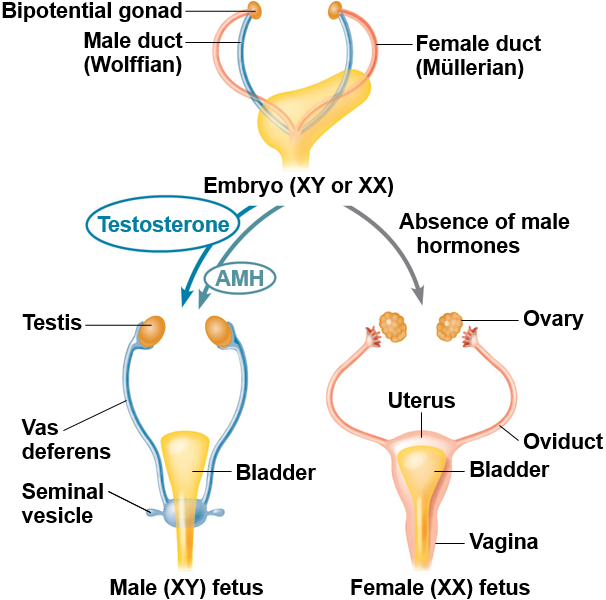 Bipotential gonad
Male duct
(Wolffian)
Female duct
(Müllerian)
Embryo (XY or XX)
Testosterone
AMH
Absence of male
hormones
Testis
Vas
deferens
Seminal
vesicle
Bladder
Male (XY) fetus
Ovary
Uterus
Oviduct
Bladder
Vagina
Female (XX) fetus